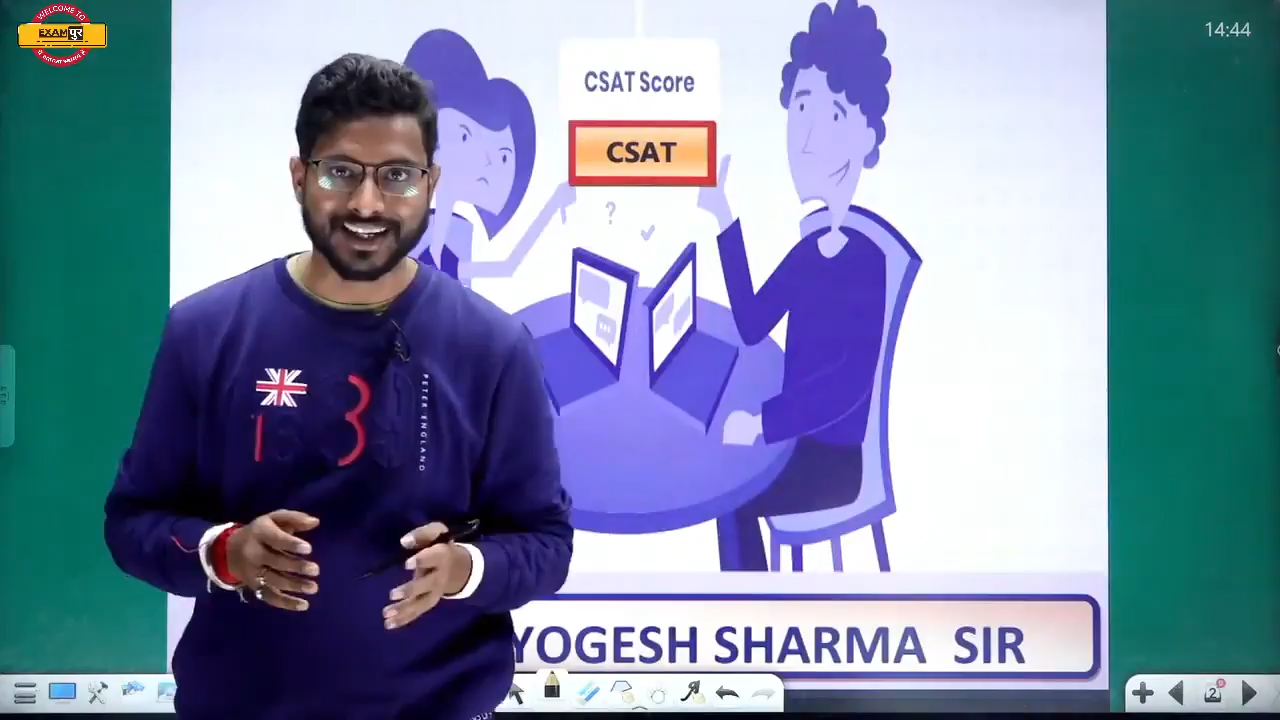 WELCOME TO
EXAMपुर
14:44
CSAT Score
CSAT
?
PETER ENGLAND
YOGESH SHARMA SIR
2